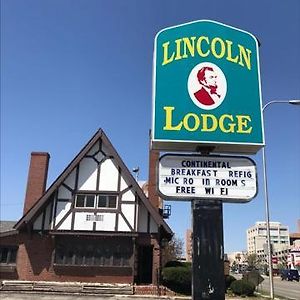 LINCOLN
LODGE
CONTINENTAL
BREAKFAST REFIG
MIC RO IN ROOM S
FREE WI FI